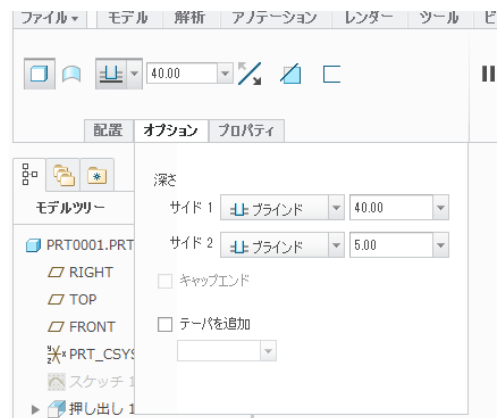 ファイル モデル 解析 アノテーション レンダー ツール ビ
40.00
配置 オプション プロパティ
深さ
サイド 1 ブラインド 40.00
サイド 2 ブラインド 5.00
キャップエンド
テーパを追加
モデルツリー
PRT0001.PRT
RIGHT
TOP
FRONT
PRT_CSYS
スケッチ 1
押し出し 1